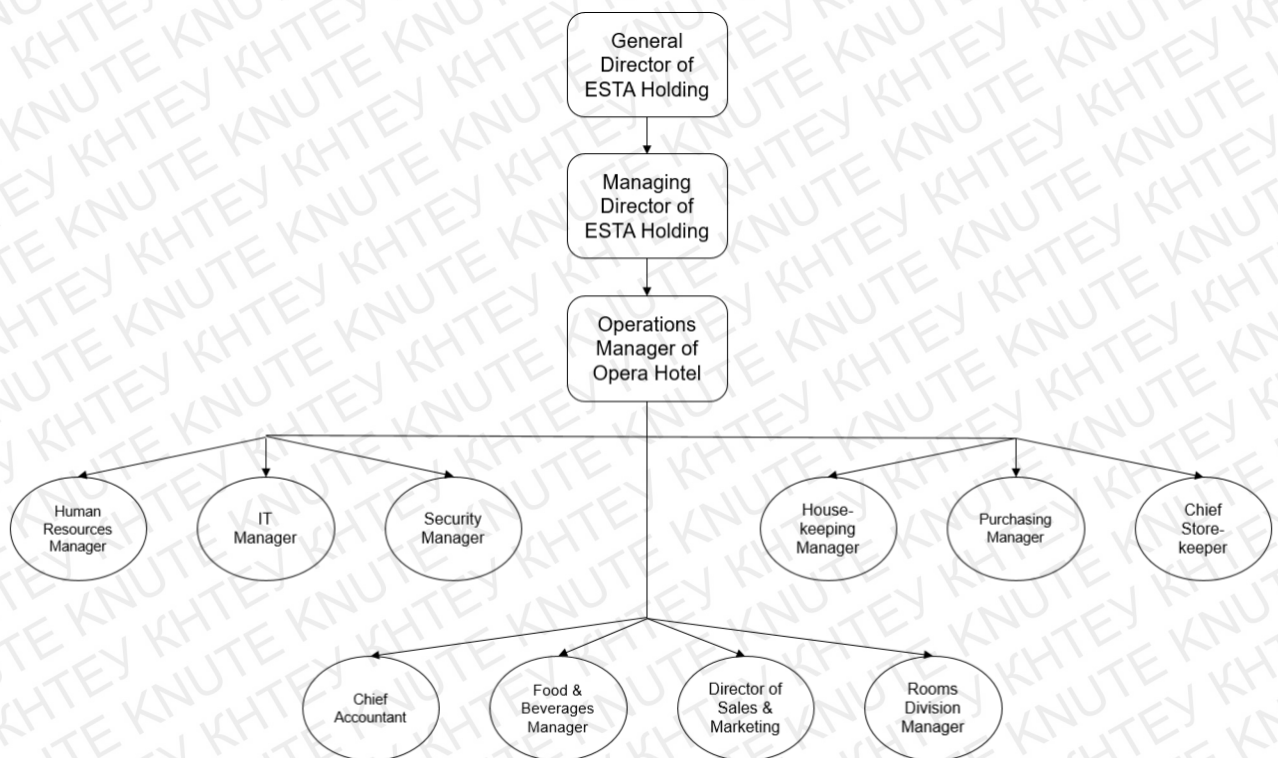 General
Director of
ESTA Holding
Managing
Director of
ESTA Holding
Operations
Manager of
Opera Hotel
Human
Resources
Manager
IT
Manager
Security
Manager
House-
keeping
Manager
Purchasing
Manager
Chief
Store-
keeper
Chief
Accountant
Food &
Beverages
Manager
Director of
Sales &
Marketing
Rooms
Division
Manager
КНТЕУ KNUTE